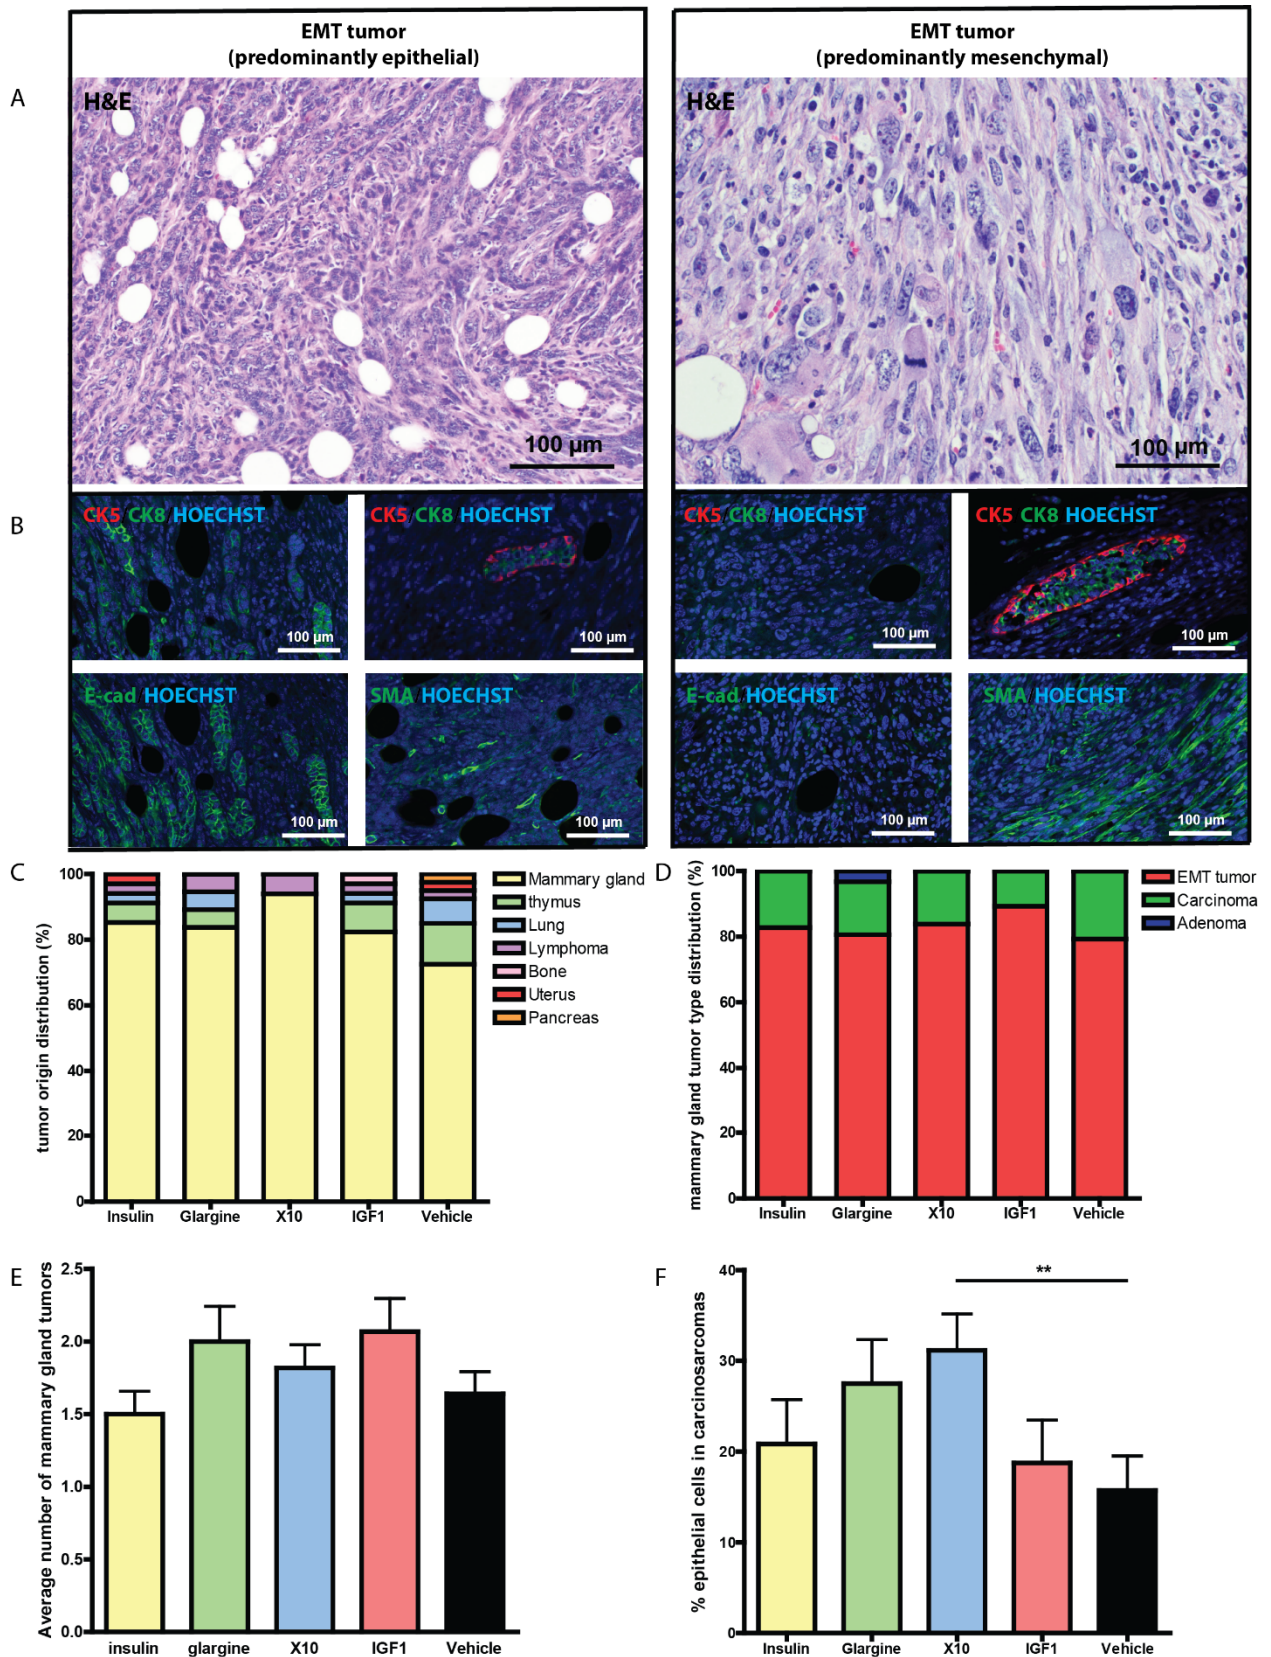 EMT tumor
(predominantly epithelial)
EMT tumor
(predominantly mesenchymal)
A
H&E
100 µm
H&E
100 µm
B
CK5 CK8/HOECHST
100 µm
CK5/CK8/HOECHST
100 µm
CK5 CK8 HOECHST
100 µm
CK5 CK8 HOECHST
100 µm
E-cad/HOECHST
100 µm
SMA/HOECHST
100 µm
E-cad/HOECHST
100 µm
SMA/HOECHST
100 µm
C
tumor origin distribution (%)
100
80
60
40
20
0
Insulin
Glargine
X10
IGF1
Vehicle
Mammary gland
thymus
Lung
Lymphoma
Bone
Uterus
Pancreas
D
mammary gland tumor type distribution (%)
100
80
60
40
20
0
Insulin
Glargine
X10
IGF1
Vehicle
EMT tumor
Carcinoma
Adenoma
E
Average number of mammary gland tumors
2.5
2.0
1.5
1.0
0.5
0.0
insulin
glargine
X10
IGF1
Vehicle
F
% epithelial cells in carcinosarcomas
40
30
20
10
0
**
Insulin
Glargine
X10
IGF1
Vehicle